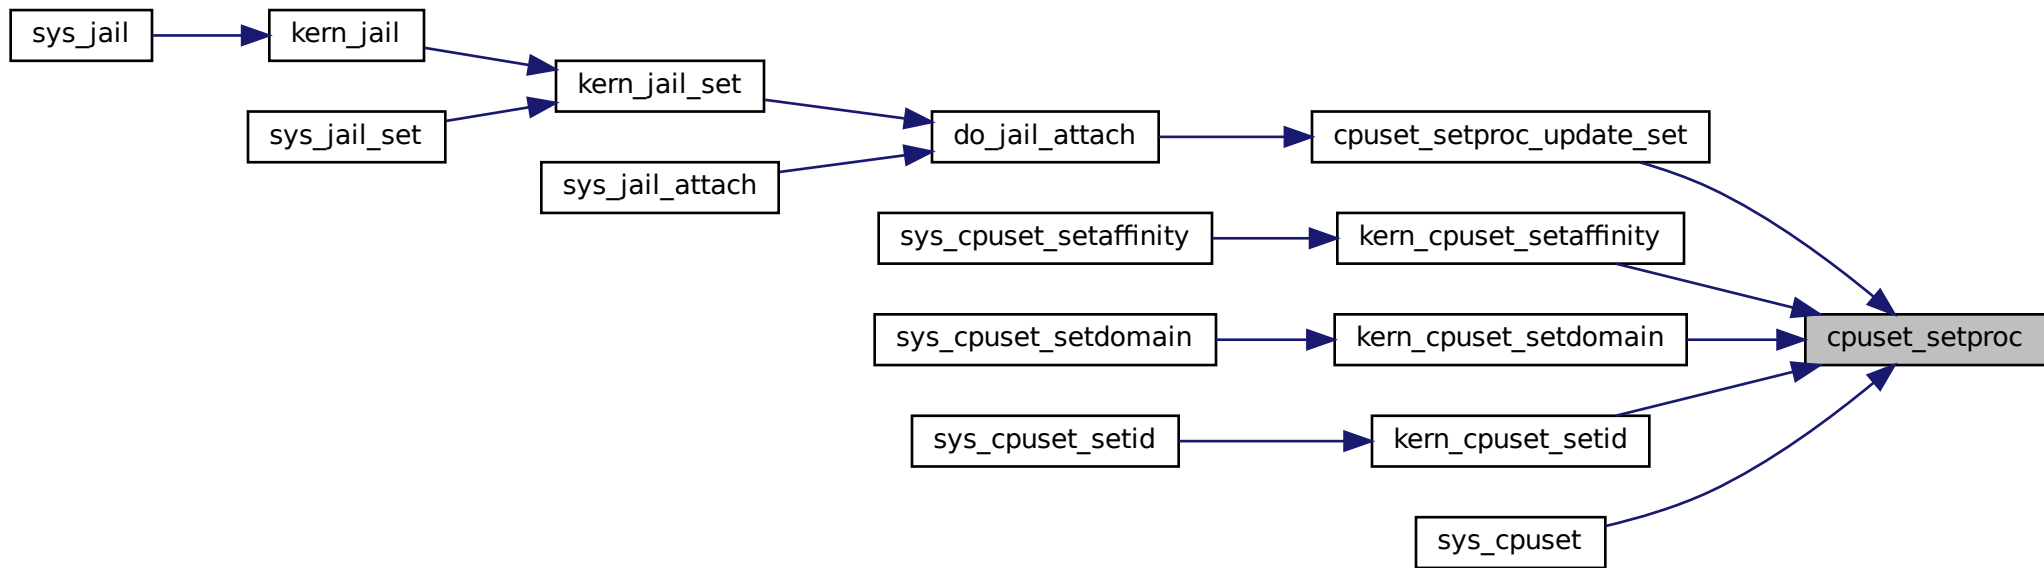 sys_jail
kern_jail
kern_jail_set
sys_jail_set
do_jail_attach
cpuset_setproc_update_set
sys_jail_attach
sys_cpuset_setaffinity
kern_cpuset_setaffinity
sys_cpuset_setdomain
kern_cpuset_setdomain
cpuset_setproc
sys_cpuset_setid
kern_cpuset_setid
sys_cpuset